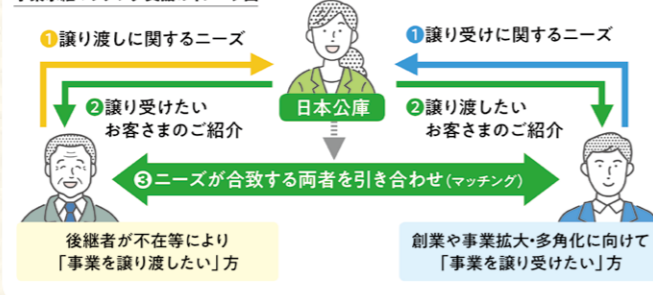 ❶譲り渡しに関するニーズ
❶譲り受けに関するニーズ
❷譲り受けたい
お客さまのご紹介
日本公庫
❷譲り渡したい
お客さまのご紹介
❸ニーズが合致する両者を引き合わせ(マッチング)
後継者が不在等により
「事業を譲り渡したい」方
創業や事業拡大・多角化に向けて
「事業を譲り受けたい」方